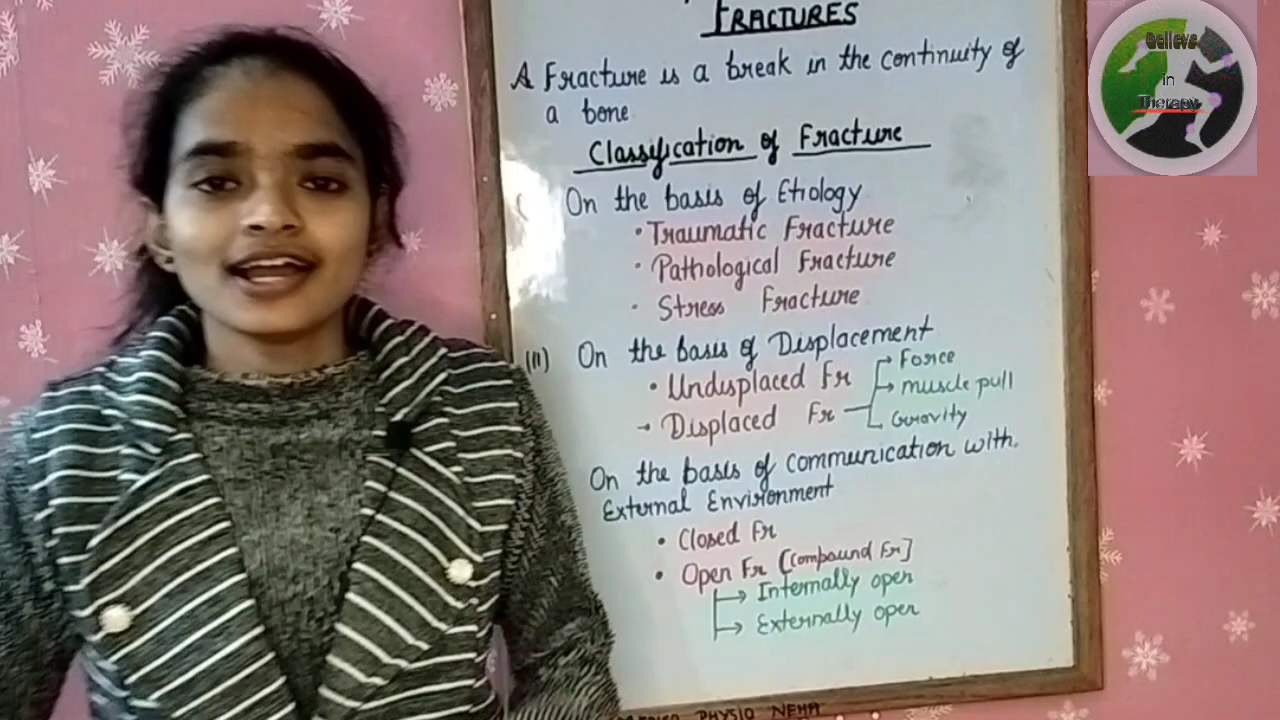 FRACTURES
A Fracture is a break in the continuity of
a bone
Classification of Fracture
On the basis of Etiology
• Traumatic Fracture
• Pathological Fracture
• Stress Fracture
(II) On the basis of Displacement
• Undisplaced Fr
→ Displaced Fr
→ Force
→ muscle pull
Gravity
On the basis of communication with
External Environment
• Closed Fr
• Open Fr [compound Fr]
→ Internally open
→ Externally open
PHYSIO NEHA
Believe
in
Therapy